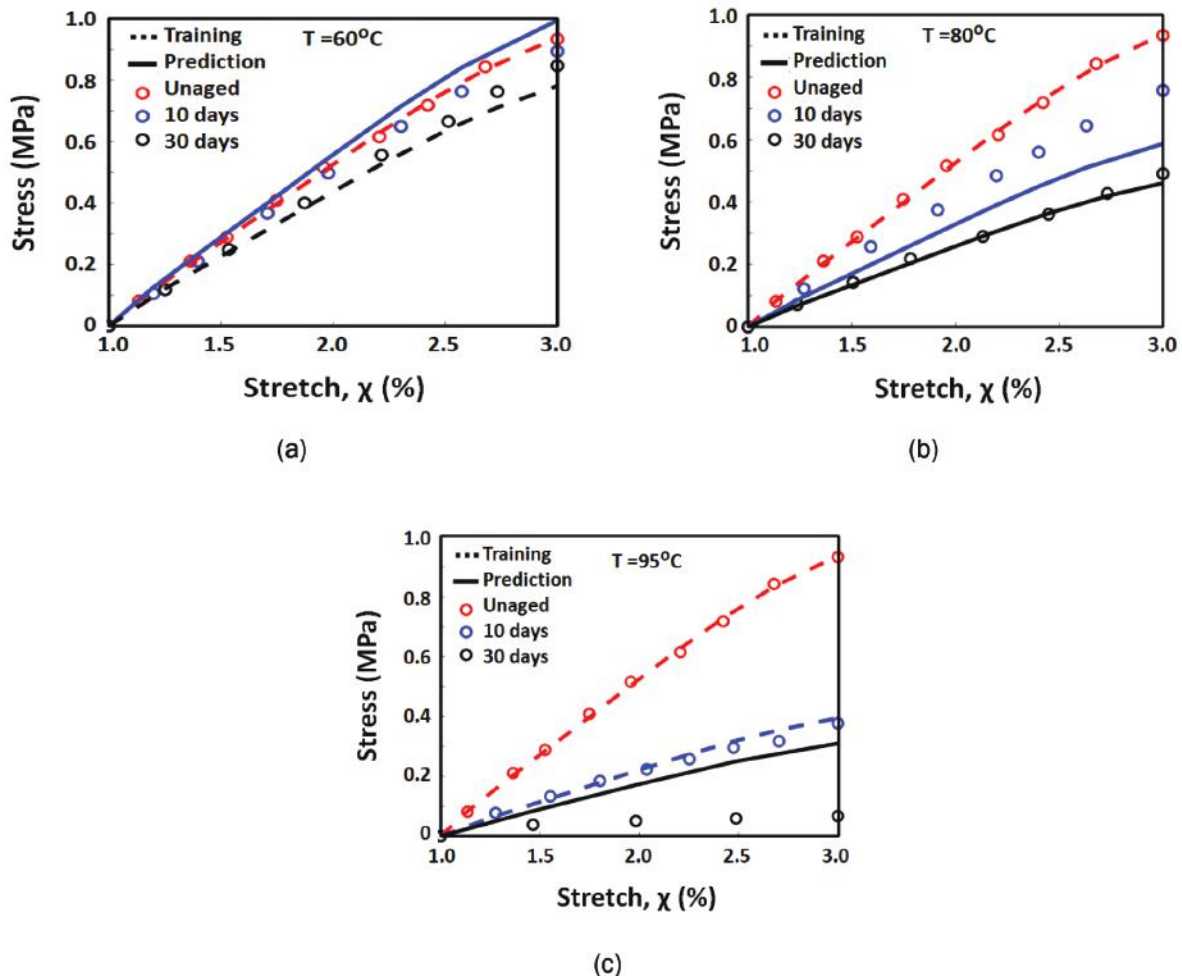 1.0
0.8
0.6
0.4
0.2
0
Stress (MPa)
Training
Prediction
Unaged
10 days
30 days
T =60°C
1.0 1.5 2.0 2.5 3.0
Stretch, χ (%)
(a)
1.0
0.8
0.6
0.4
0.2
0
Stress (MPa)
Training
Prediction
Unaged
10 days
30 days
T =80°C
1.0 1.5 2.0 2.5 3.0
Stretch, χ (%)
(b)
1.0
0.8
0.6
0.4
0.2
0
Stress (MPa)
Training
Prediction
Unaged
10 days
30 days
T =95°C
1.0 1.5 2.0 2.5 3.0
Stretch, χ (%)
(c)